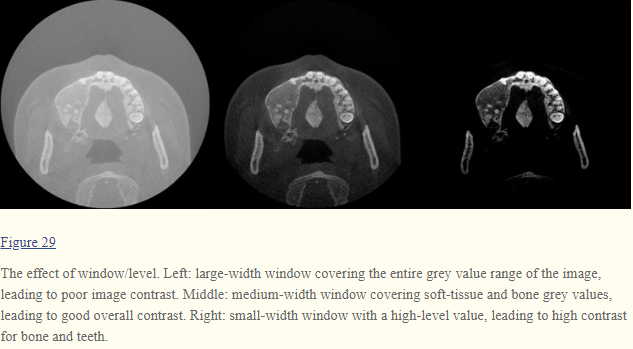 Figure 29
The effect of window/level. Left: large-width window covering the entire grey value range of the image,
leading to poor image contrast. Middle: medium-width window covering soft-tissue and bone grey values,
leading to good overall contrast. Right: small-width window with a high-level value, leading to high contrast
for bone and teeth.